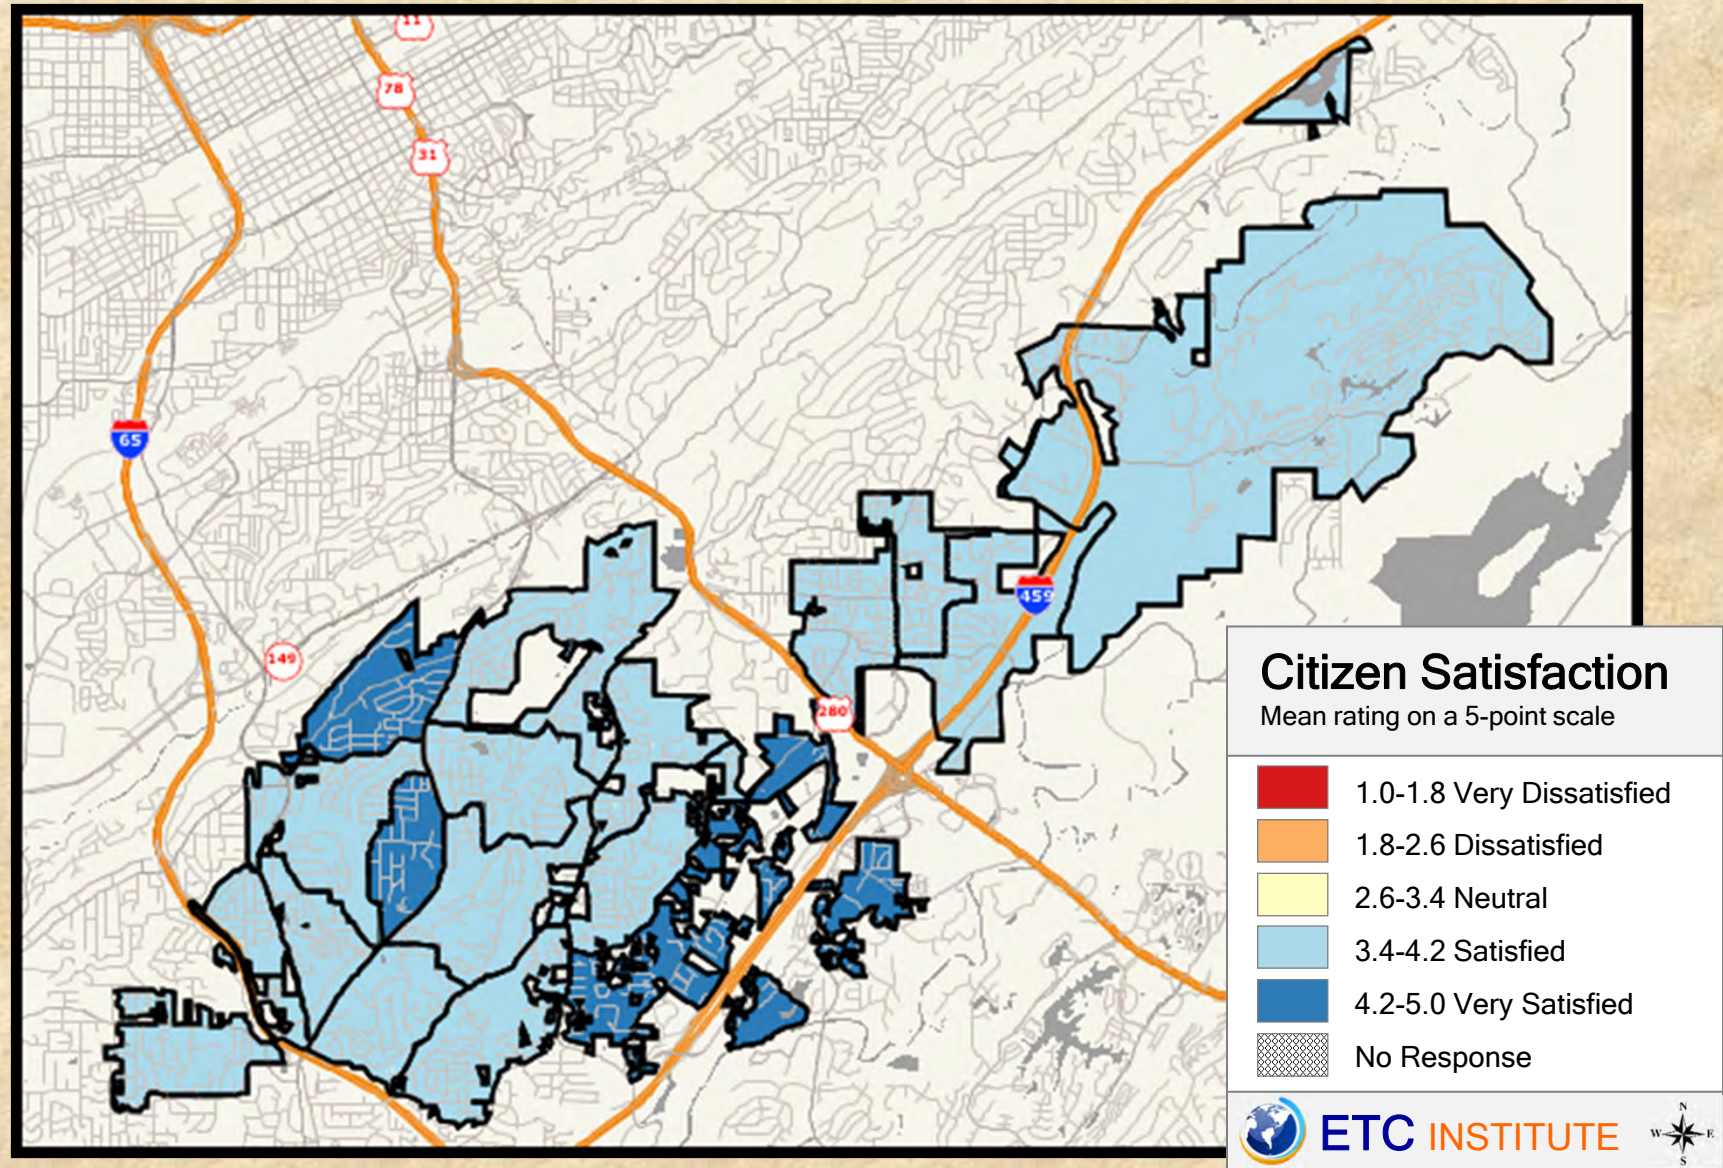 11
78
31
65
149
459
280
Citizen Satisfaction
Mean rating on a 5-point scale
1.0-1.8 Very Dissatisfied
1.8-2.6 Dissatisfied
2.6-3.4 Neutral
3.4-4.2 Satisfied
4.2-5.0 Very Satisfied
No Response
ETC INSTITUTE
N
W E
S